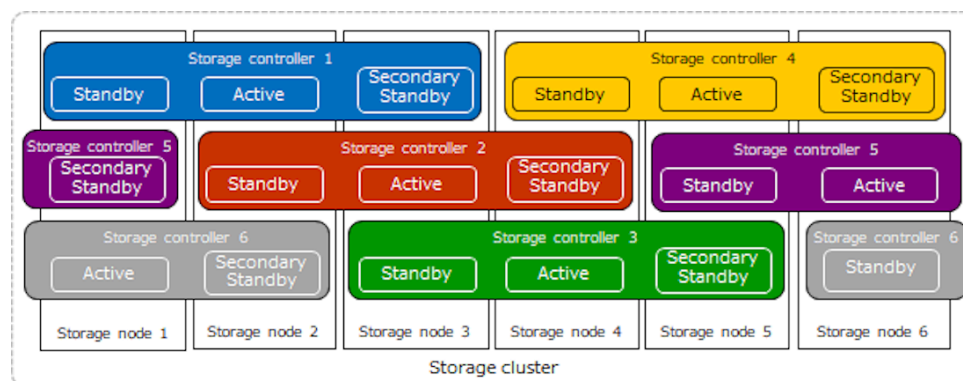 Storage controller 1
Standby
Active
Secondary
Standby
Storage controller 4
Standby
Active
Secondary
Standby
Storage controller 5
Secondary
Standby
Storage controller 2
Standby
Active
Secondary
Standby
Storage controller 5
Standby
Active
Storage controller 6
Active
Secondary
Standby
Storage controller 3
Standby
Active
Secondary
Standby
Storage controller 6
Standby
Storage node 1
Storage node 2
Storage node 3
Storage node 4
Storage node 5
Storage node 6
Storage cluster